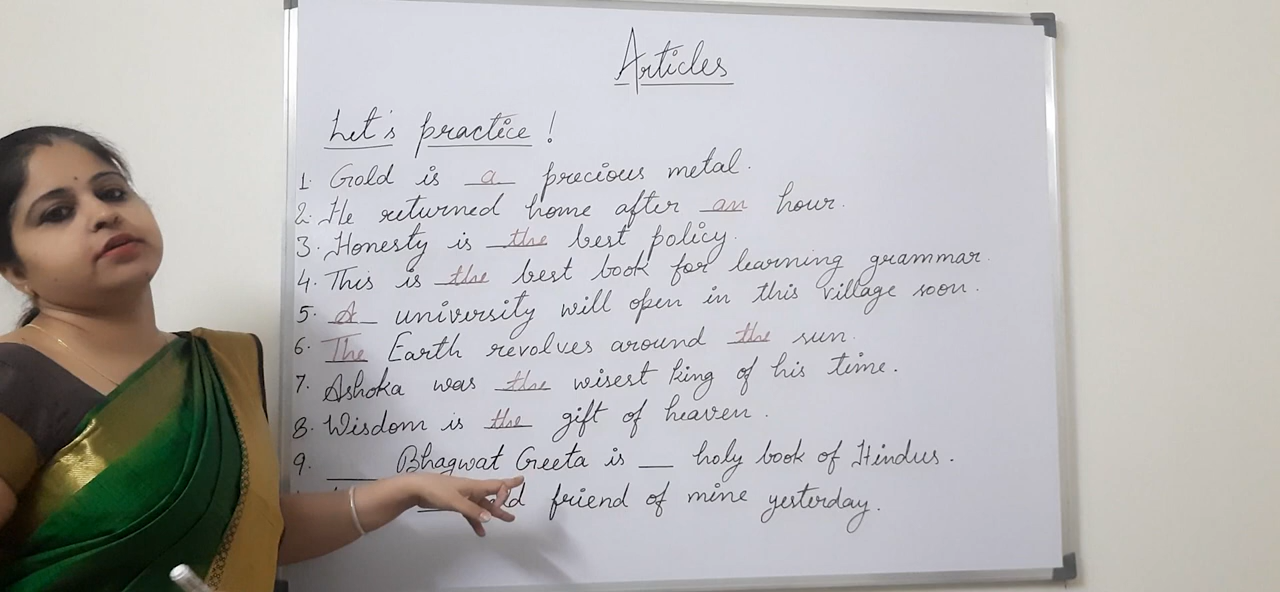 Articles
Let's practice!
1. Gold is a precious metal.
2. He returned home after an hour.
3. Honesty is the best policy.
4. This is the best book for learning grammar.
5. A university will open in this village soon.
6. The Earth revolves around the sun.
7. Ashoka was the wisest king of his time.
8. Wisdom is the gift of heaven.
9. ____ Bhagwat Greeta is __ holy book of Hindus.
friend of mine yesterday.